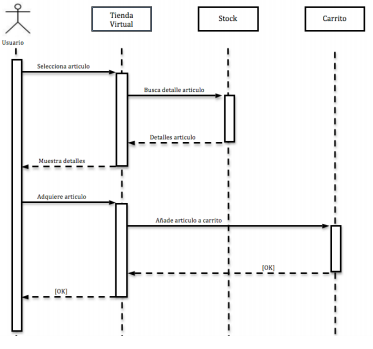 Tienda
Virtual
Stock
Carrito
Usuario
Selecciona articulo
Busca detalle articulo
Detalles articulo
Muestra detalles
Adquiere articulo
Añade articulo a carrito
[OK]
[OK]